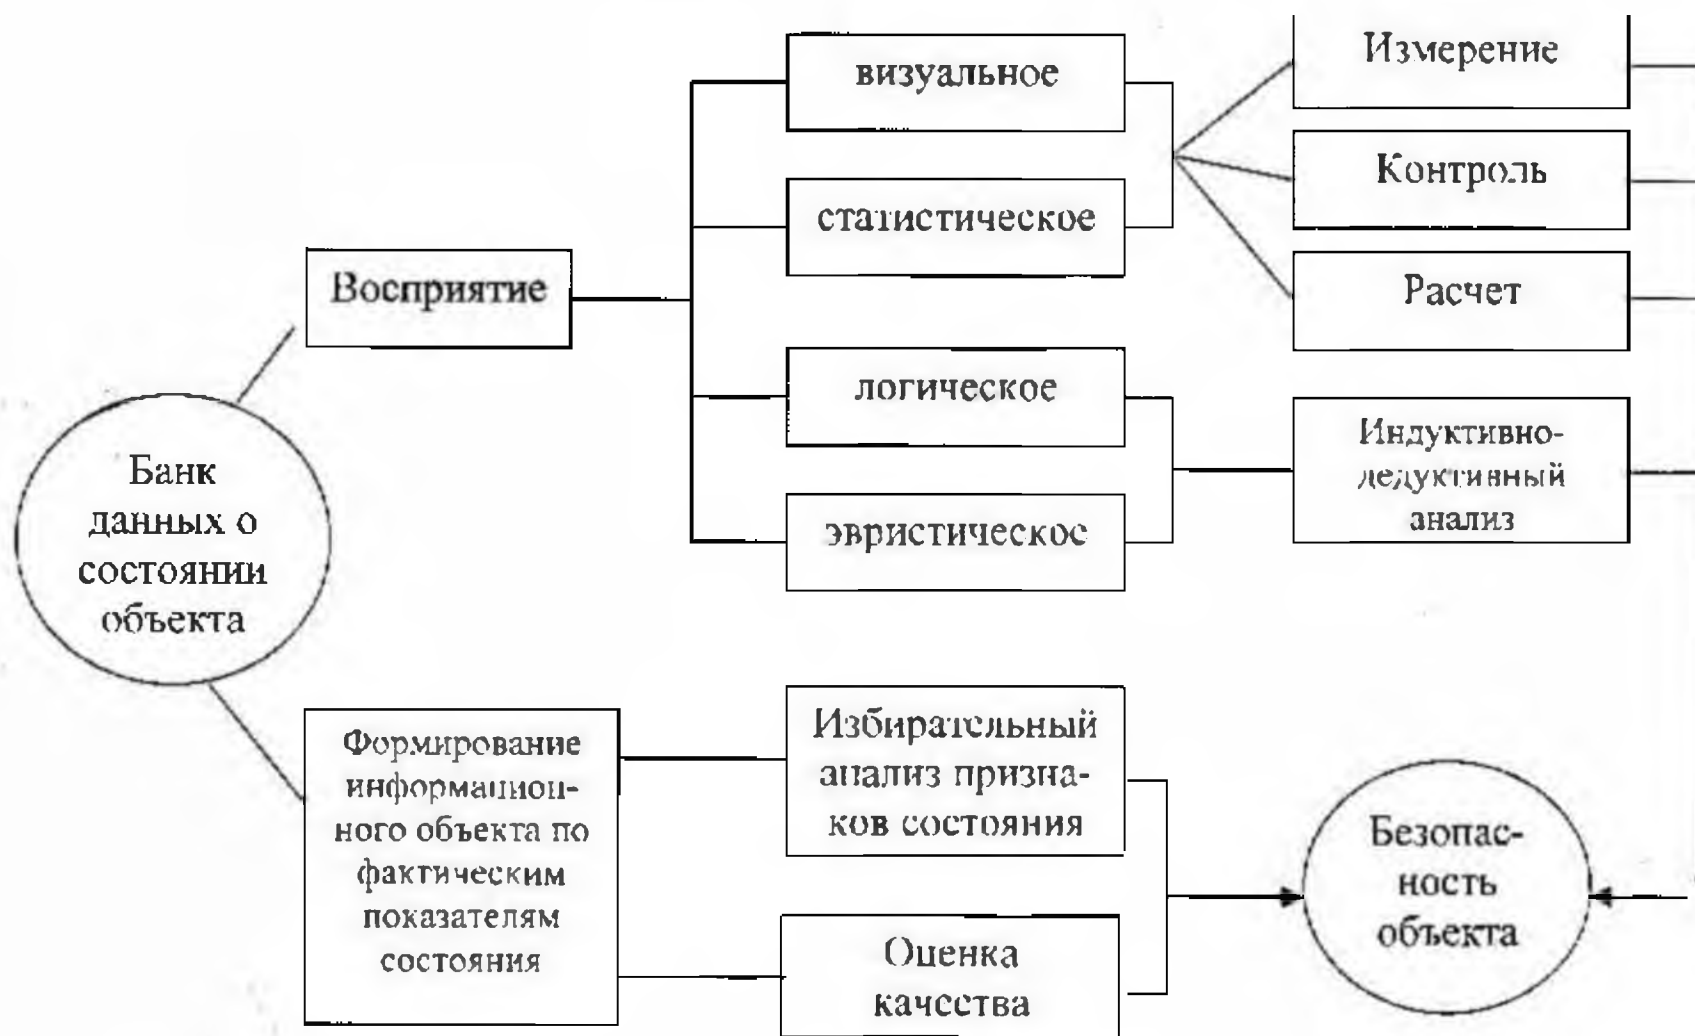 визуальное
Измерение
Контроль
статистическое
Восприятие
Расчет
логическое
Индуктивно-
дедуктивный
анализ
эвристическое
Банк
данных о
состоянии
объекта
Формирование
информацион-
ного объекта по
фактическим
показателям
состояния
Избирательный
анализ призна-
ков состояния
Оценка
качества
Безопас-
ность
объекта